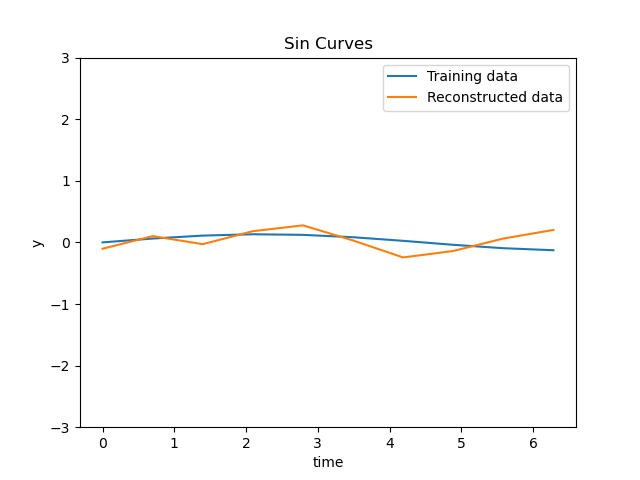 Sin Curves
Training data
Reconstructed data
3
2
1
0
−1
−2
−3
y
0 1 2 3 4 5 6
time